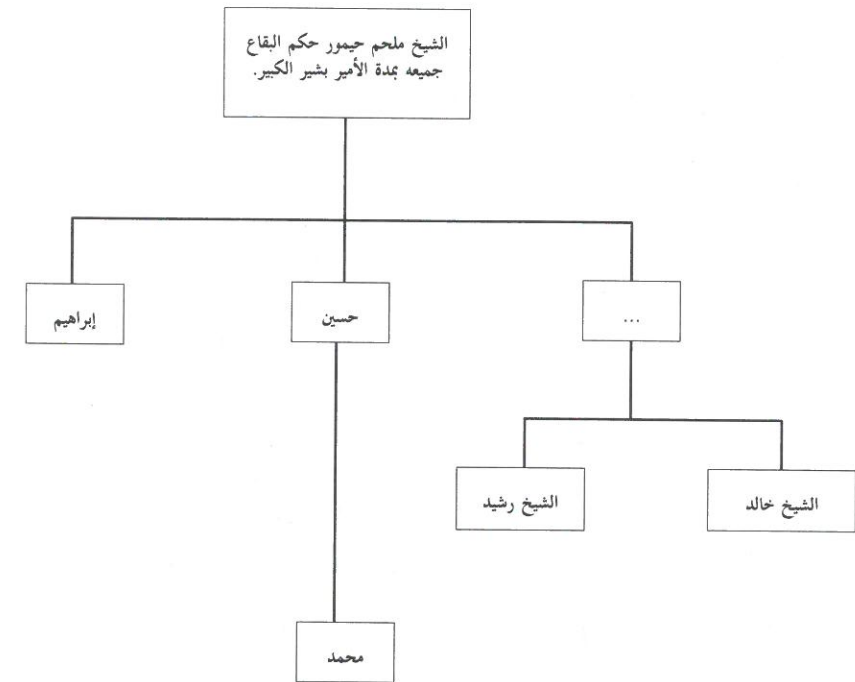 الشيخ ملحم حيمور حكم البقاع
جميعه بمدة الأمير بشير الكبير.
...
حسين
إبراهيم
الشيخ خالد
الشيخ رشيد
محمد